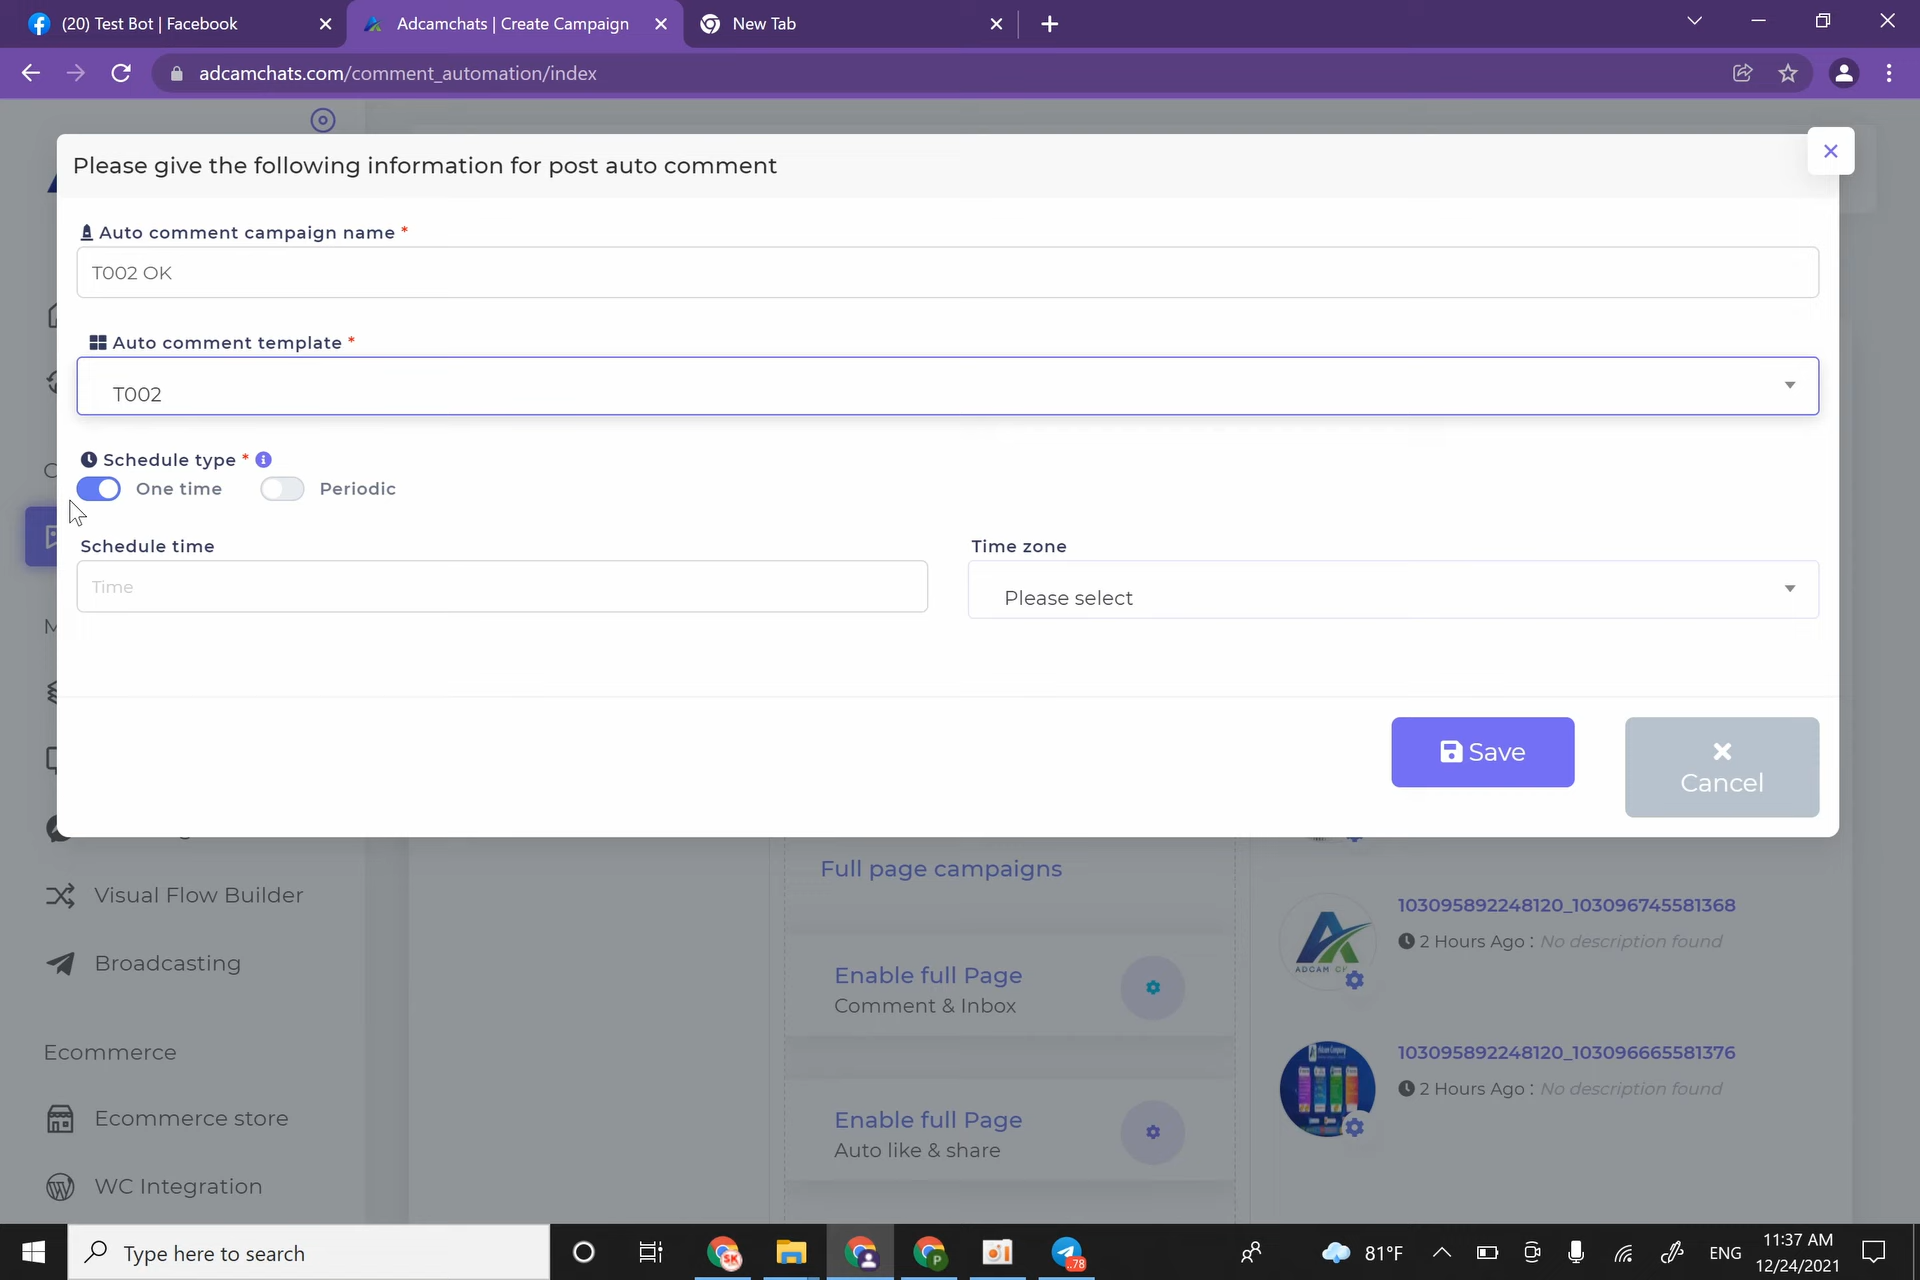 (20) Test Bot | Facebook
Adcamchats | Create Campaign
New Tab
adcamchats.com/comment_automation/index
Please give the following information for post auto comment
Auto comment campaign name *
T002 OK
Auto comment template *
T002
Schedule type *
One time
Periodic
Schedule time
Time zone
Time
Please select
Save
Cancel
Full page campaigns
Visual Flow Builder
103095892248120_103096745581368
2 Hours Ago : No description found
Broadcasting
Enable full Page
Comment & Inbox
Ecommerce
103095892248120_103096665581376
2 Hours Ago : No description found
Ecommerce store
Enable full Page
Auto like & share
WC Integration
Type here to search
81°F
ENG
11:37 AM
12/24/2021